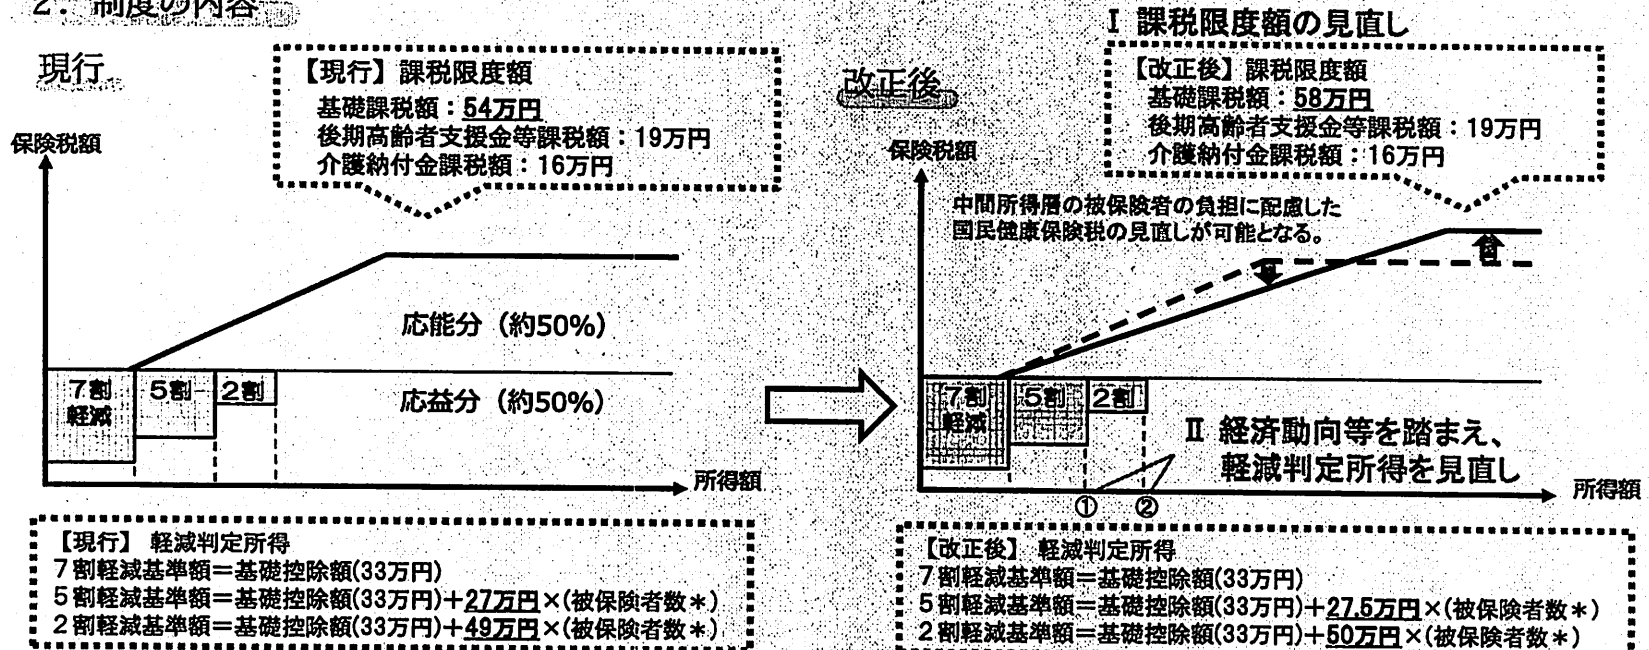 2. 制度の内容
現行
【現行】課税限度額
基礎課税額：54万円
後期高齢者支援金等課税額：19万円
介護納付金課税額：16万円
保険税額
応能分（約50%）
7割
軽減
5割
2割
応益分（約50%）
所得額
【現行】 軽減判定所得
7割軽減基準額＝基礎控除額(33万円)
5割軽減基準額＝基礎控除額(33万円)＋27万円×(被保険者数＊)
2割軽減基準額＝基礎控除額(33万円)＋49万円×(被保険者数＊)
I 課税限度額の見直し
改正後
【改正後】課税限度額
基礎課税額：58万円
後期高齢者支援金等課税額：19万円
介護納付金課税額：16万円
保険税額
中間所得層の被保険者の負担に配慮した
国民健康保険税の見直しが可能となる。
7割
軽減
5割
2割
II 経済動向等を踏まえ、
軽減判定所得を見直し
① ②
所得額
【改正後】 軽減判定所得
7割軽減基準額＝基礎控除額(33万円)
5割軽減基準額＝基礎控除額(33万円)＋27.5万円×(被保険者数＊)
2割軽減基準額＝基礎控除額(33万円)＋50万円×(被保険者数＊)